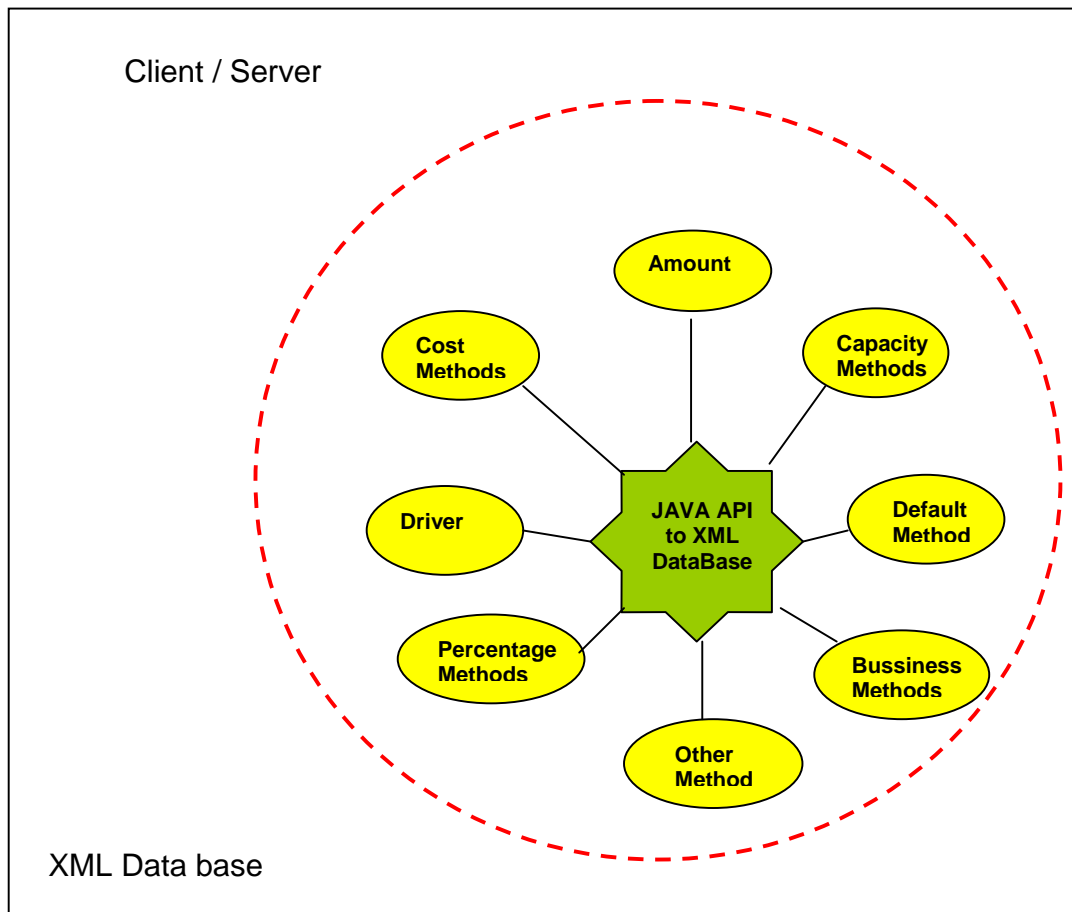 Client / Server
Amount
Cost
Methods
Capacity
Methods
Driver
JAVA API
to XML
DataBase
Default
Method
Percentage
Methods
Bussiness
Methods
Other
Method
XML Data base